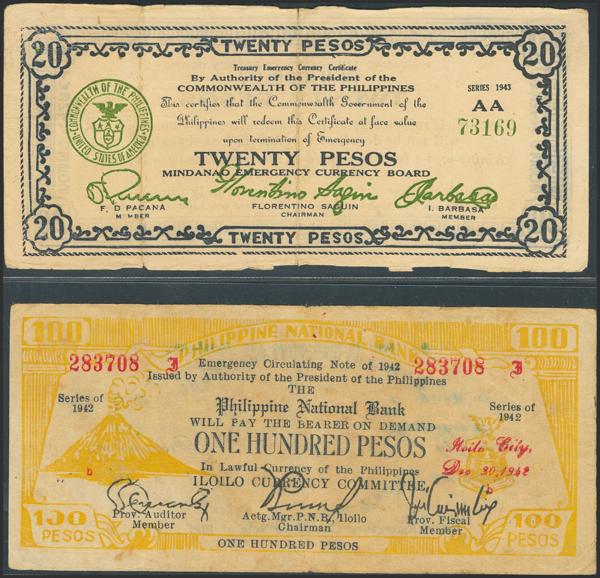 20 TWENTY PESOS 20
Treasury Emergency Currency Certificate
By Authority of the President of the
COMMONWEALTH OF THE PHILIPPINES
SERIES 1943
This certifies that the Commonwealth Government of the
AA
Philippines will redeem this Certificate at face value
73169
upon termination of Emergency
COMMONWEALTH OF THE PHILIPPINES
UNITED STATES OF AMERICA
TWENTY PESOS
MINDANAO EMERGENCY CURRENCY BOARD
Florentino Saguin
F. D PACANA
MEMBER
FLORENTINO SAGUIN
CHAIRMAN
I. BARBASA
MEMBER
20 TWENTY PESOS 20
100 PHILIPPINE NATIONAL BANK 100
283708 J Emergency Circulating Note of 1942 283708 J
Issued by Authority of the President of the Philippines
THE
Series of
1942
Philippine National Bank
Series of
1942
WILL PAY THE BEARER ON DEMAND
ONE HUNDRED PESOS
Iloilo City,
Dec 20, 1942
In Lawful Currency of the Philippines
b
ILOILO CURRENCY COMMITTEE,
b
Prov. Auditor
Member
Actg. Mgr. P.N.B., Iloilo
Chairman
Prov. Fiscal
Member
100 PESOS
100 PESOS
ONE HUNDRED PESOS